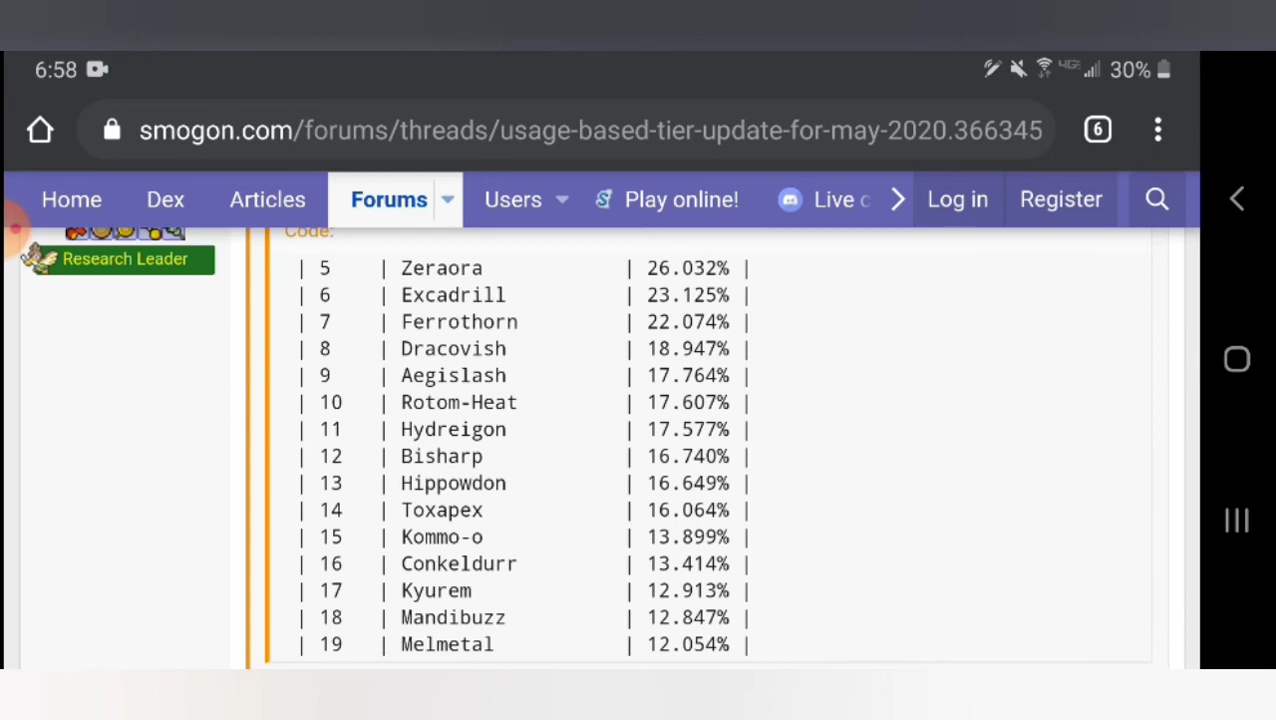 6:58 4GE 30%
smogon.com/forums/threads/usage-based-tier-update-for-may-2020.366345 6
Home Dex Articles Forums Users Play online! Live c Log in Register
Code:
Research Leader
| 5 | Zeraora | 26.032% |
| 6 | Excadrill | 23.125% |
| 7 | Ferrothorn | 22.074% |
| 8 | Dracovish | 18.947% |
| 9 | Aegislash | 17.764% |
| 10 | Rotom-Heat | 17.607% |
| 11 | Hydreigon | 17.577% |
| 12 | Bisharp | 16.740% |
| 13 | Hippowdon | 16.649% |
| 14 | Toxapex | 16.064% |
| 15 | Kommo-o | 13.899% |
| 16 | Conkeldurr | 13.414% |
| 17 | Kyurem | 12.913% |
| 18 | Mandibuzz | 12.847% |
| 19 | Melmetal | 12.054% |